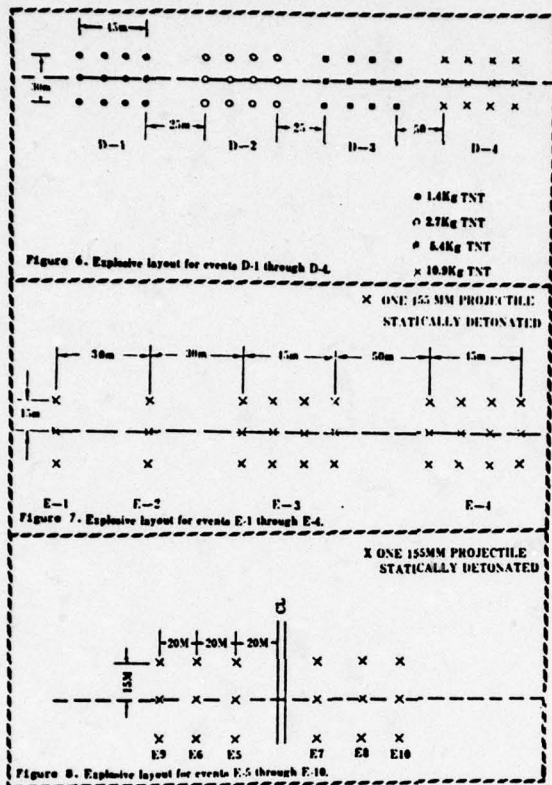 45m
30m
25m 25 50
D-1 D-2 D-3 D-4
1.4Kg TNT
2.7Kg TNT
5.4Kg TNT
× 10.9Kg TNT
Figure 6. Explosive layout for events D-1 through D-4.
× ONE 155 MM PROJECTILE
STATICALLY DETONATED
30m 30m 45m 50m 45m
15m
E-1 E-2 E-3 E-4
Figure 7. Explosive layout for events E-1 through E-4.
X ONE 155MM PROJECTILE
STATICALLY DETONATED
CL
20M 20M 20M
15M
E9 E6 E5 E7 E8 E10
Figure 8. Explosive layout for events E-5 through E-10.